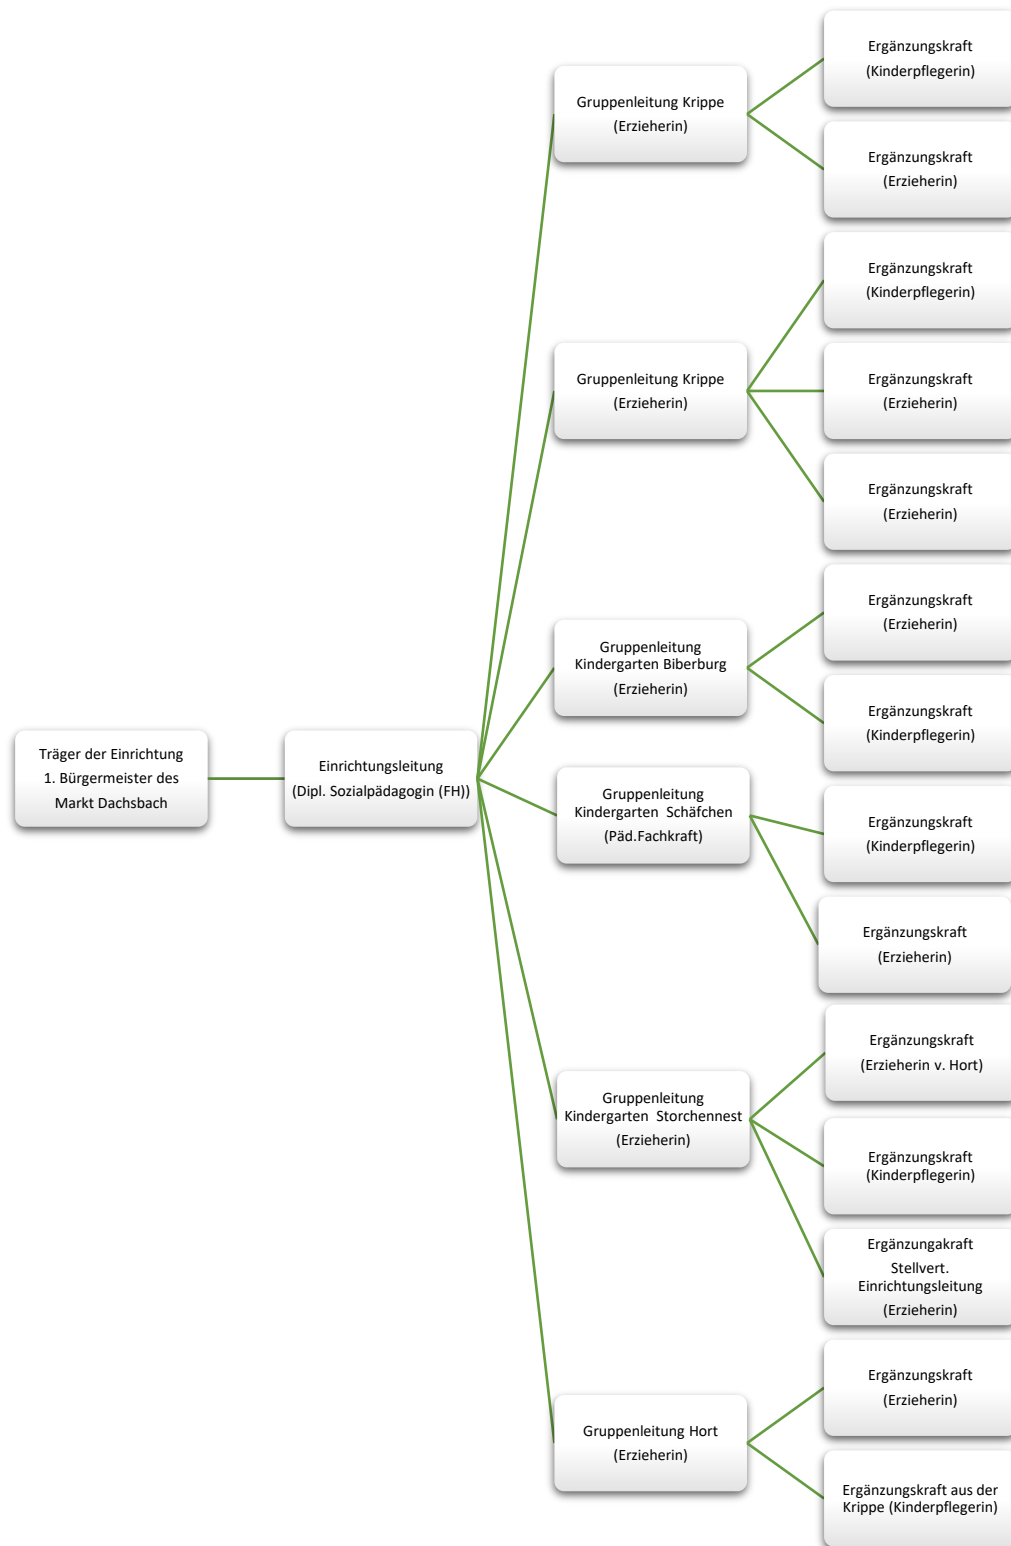 Träger der Einrichtung
1. Bürgermeister des
Markt Dachsbach
Einrichtungsleitung
(Dipl. Sozialpädagogin (FH))
Gruppenleitung Krippe
(Erzieherin)
Ergänzungskraft
(Kinderpflegerin)
Ergänzungskraft
(Erzieherin)
Gruppenleitung Krippe
(Erzieherin)
Ergänzungskraft
(Kinderpflegerin)
Ergänzungskraft
(Erzieherin)
Ergänzungskraft
(Erzieherin)
Gruppenleitung
Kindergarten Biberburg
(Erzieherin)
Ergänzungskraft
(Erzieherin)
Ergänzungskraft
(Kinderpflegerin)
Gruppenleitung
Kindergarten Schäfchen
(Päd.Fachkraft)
Ergänzungskraft
(Kinderpflegerin)
Ergänzungskraft
(Erzieherin)
Gruppenleitung
Kindergarten Storchennest
(Erzieherin)
Ergänzungskraft
(Erzieherin v. Hort)
Ergänzungskraft
(Kinderpflegerin)
Ergänzungakraft
Stellvert.
Einrichtungsleitung
(Erzieherin)
Gruppenleitung Hort
(Erzieherin)
Ergänzungskraft
(Erzieherin)
Ergänzungskraft aus der
Krippe (Kinderpflegerin)